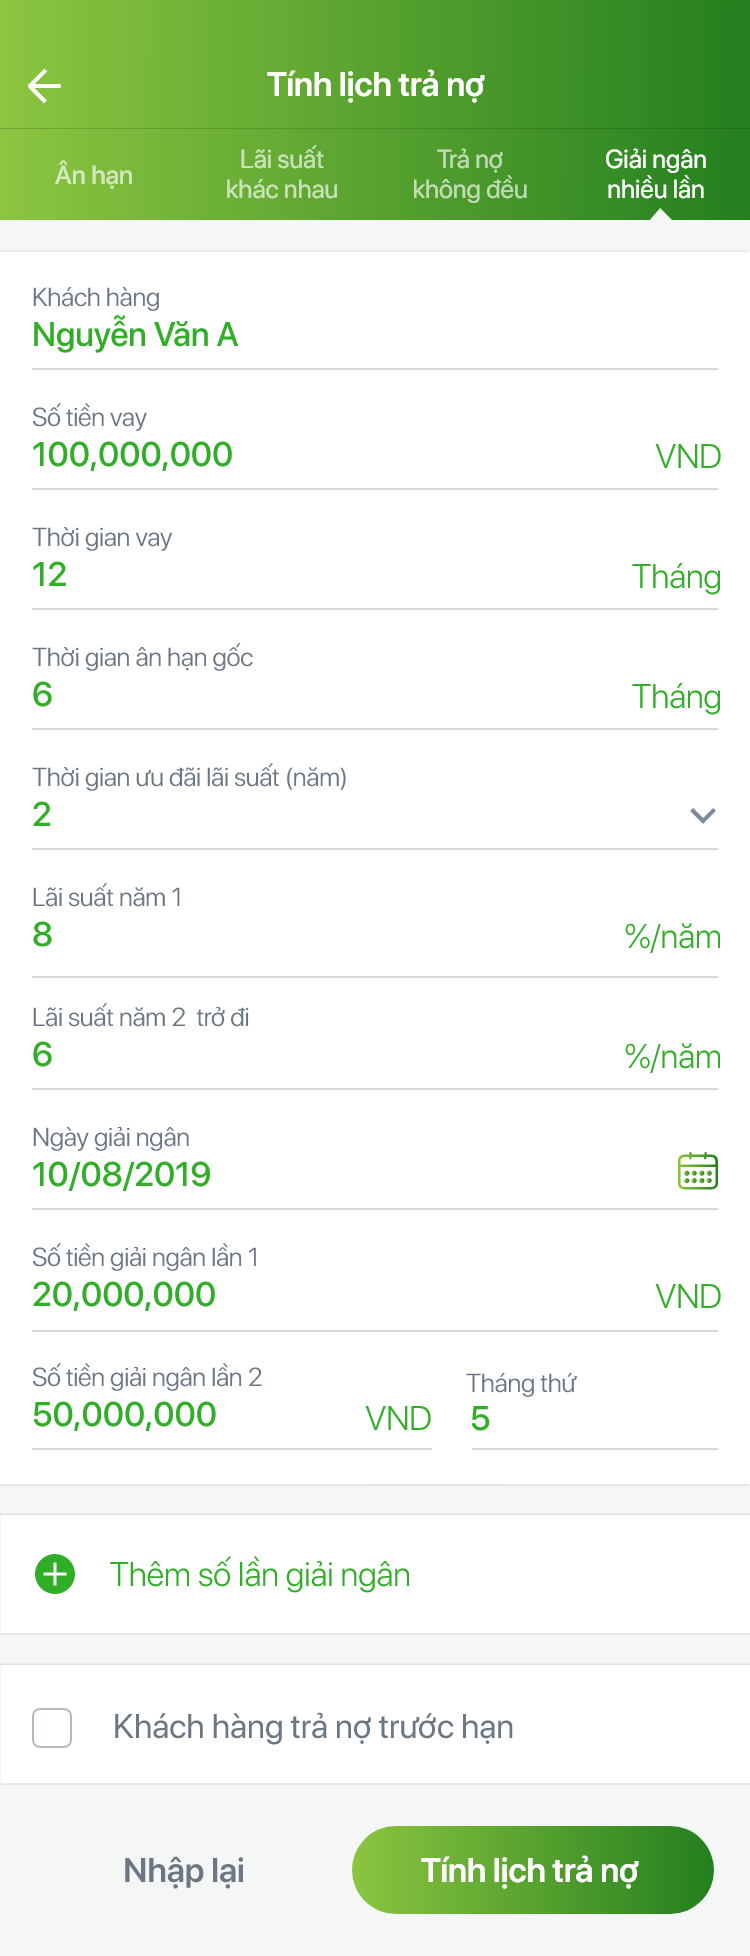 Tính lịch trả nợ
Ân hạn
Lãi suất
khác nhau
Trả nợ
không đều
Giải ngân
nhiều lần
Khách hàng
Nguyễn Văn A
Số tiền vay
100,000,000 VND
Thời gian vay
12 Tháng
Thời gian ân hạn gốc
6 Tháng
Thời gian ưu đãi lãi suất (năm)
2
Lãi suất năm 1
8 %/năm
Lãi suất năm 2 trở đi
6 %/năm
Ngày giải ngân
10/08/2019
Số tiền giải ngân lần 1
20,000,000 VND
Số tiền giải ngân lần 2
50,000,000 VND
Tháng thứ
5
Thêm số lần giải ngân
Khách hàng trả nợ trước hạn
Nhập lại
Tính lịch trả nợ